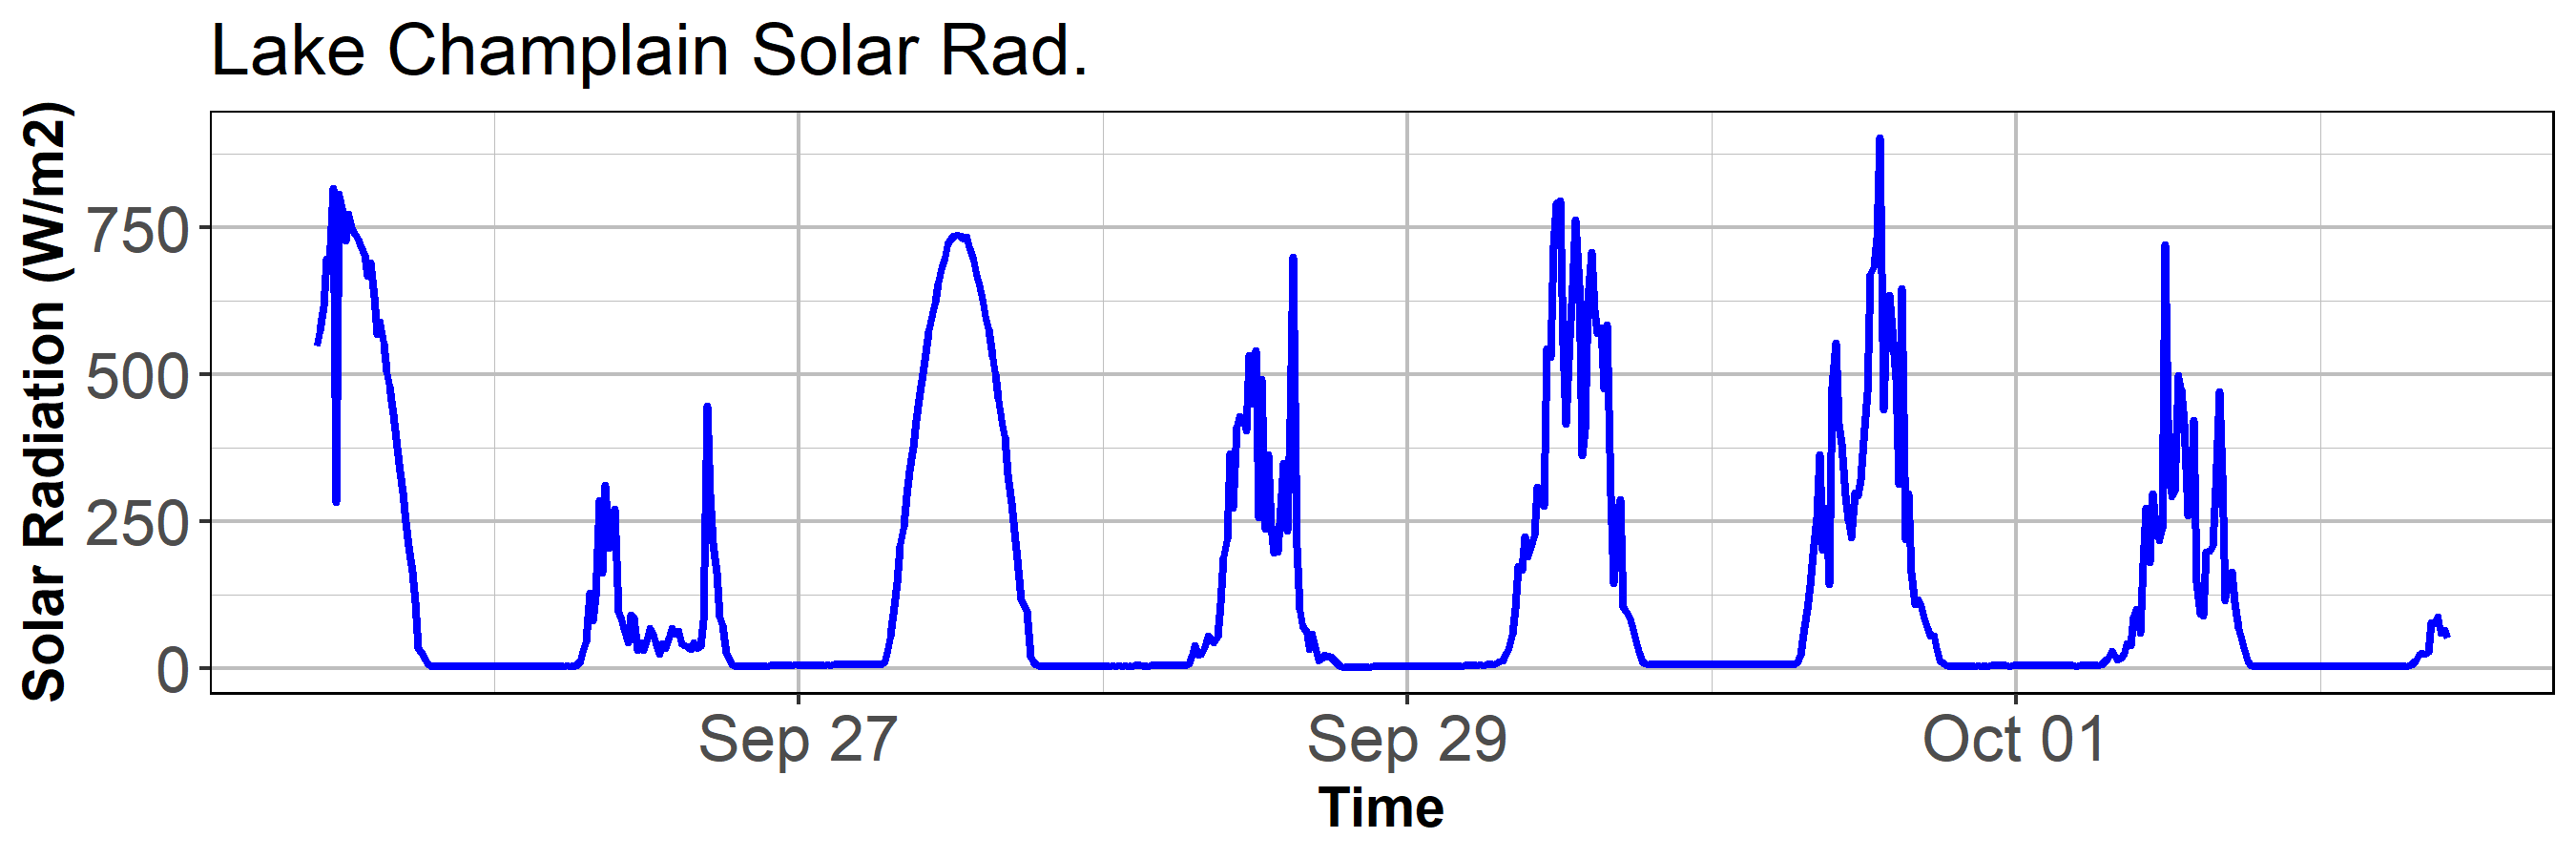 Lake Champlain Solar Rad.
Solar Radiation (W/m2)
750
500
250
0
Sep 27
Sep 29
Oct 01
Time